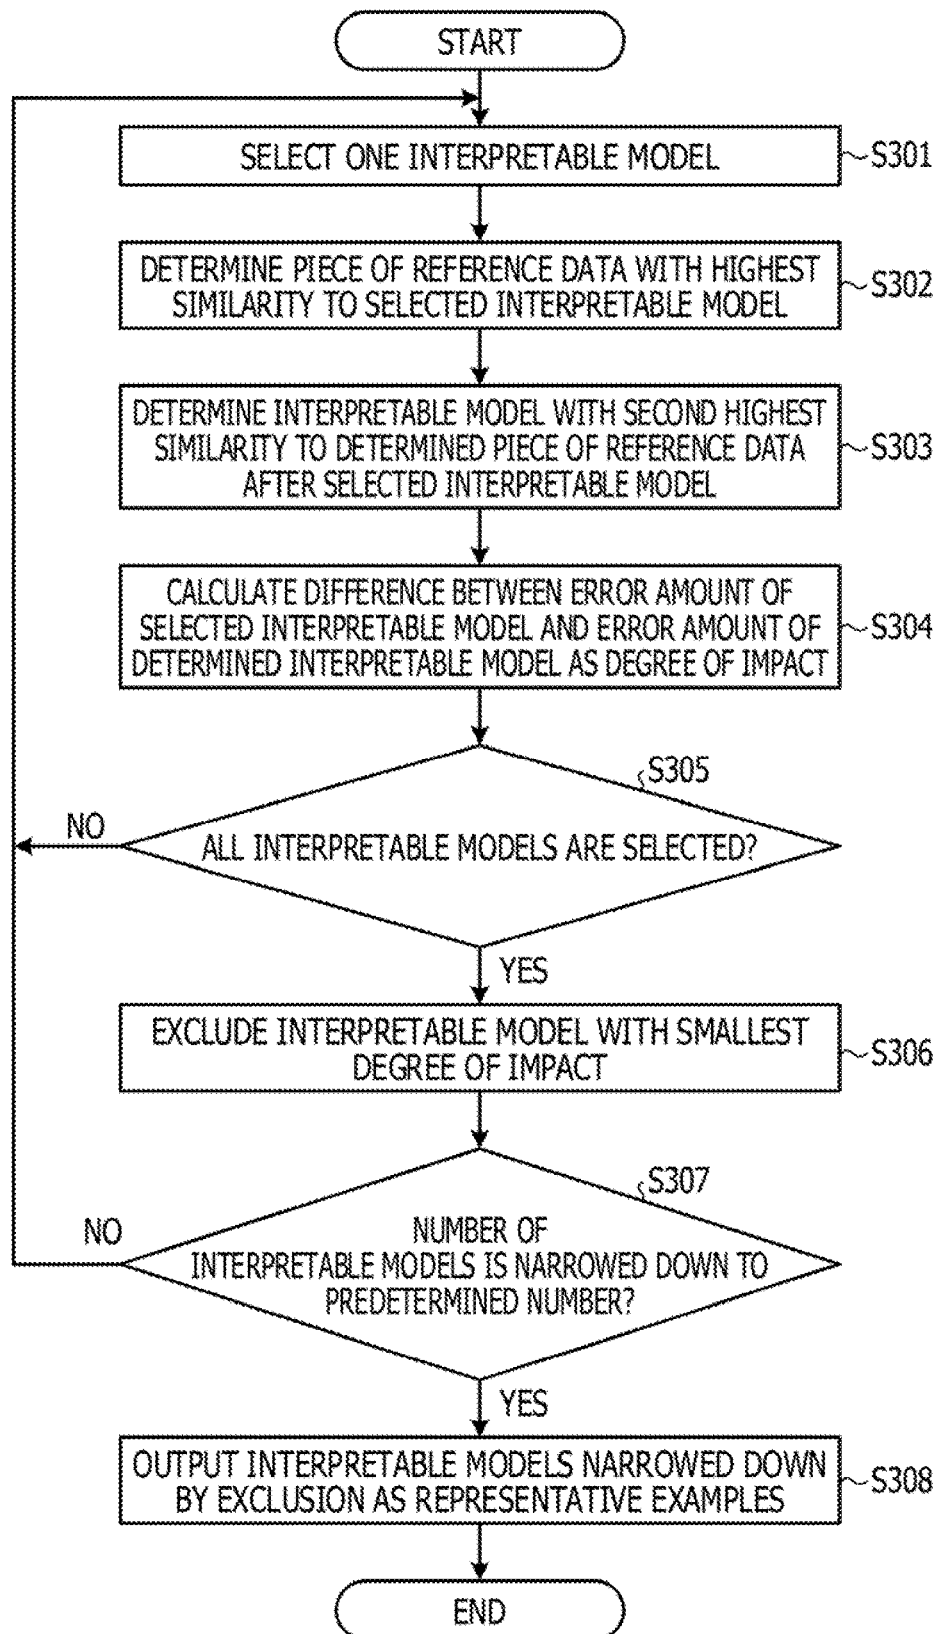 START
SELECT ONE INTERPRETABLE MODEL
S301
DETERMINE PIECE OF REFERENCE DATA WITH HIGHEST
SIMILARITY TO SELECTED INTERPRETABLE MODEL
S302
DETERMINE INTERPRETABLE MODEL WITH SECOND HIGHEST
SIMILARITY TO DETERMINED PIECE OF REFERENCE DATA
AFTER SELECTED INTERPRETABLE MODEL
S303
CALCULATE DIFFERENCE BETWEEN ERROR AMOUNT OF
SELECTED INTERPRETABLE MODEL AND ERROR AMOUNT OF
DETERMINED INTERPRETABLE MODEL AS DEGREE OF IMPACT
S304
S305
NO
ALL INTERPRETABLE MODELS ARE SELECTED?
YES
EXCLUDE INTERPRETABLE MODEL WITH SMALLEST
DEGREE OF IMPACT
S306
S307
NO
NUMBER OF
INTERPRETABLE MODELS IS NARROWED DOWN TO
PREDETERMINED NUMBER?
YES
OUTPUT INTERPRETABLE MODELS NARROWED DOWN
BY EXCLUSION AS REPRESENTATIVE EXAMPLES
S308
END